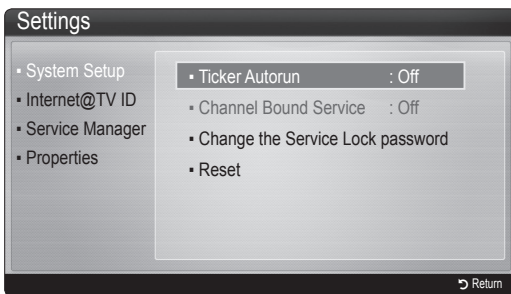 Settings
System Setup
Internet@TV ID
Service Manager
Properties
Ticker Autorun : Off
Channel Bound Service : Off
Change the Service Lock password
Reset
Return